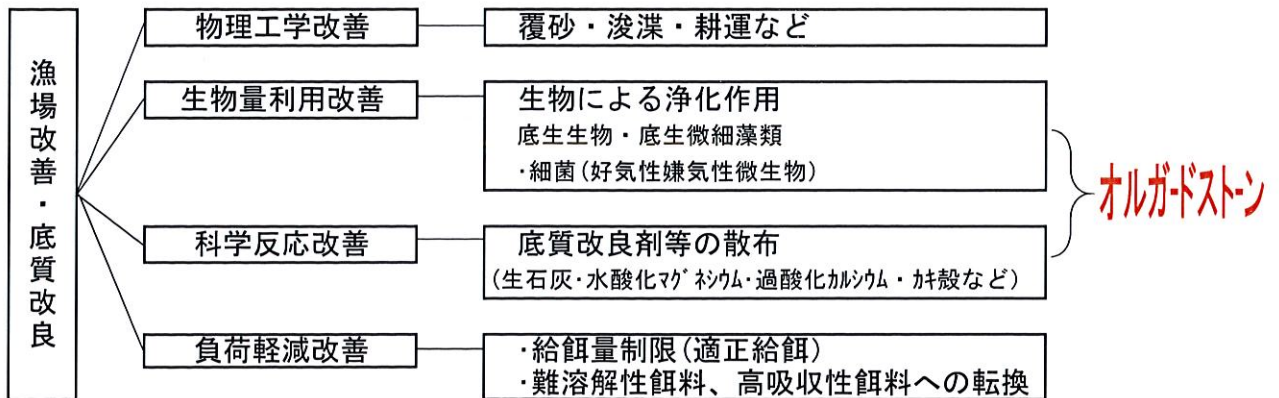 漁場改善・底質改良
物理工学改善
覆砂・浚渫・耕運など
生物量利用改善
生物による浄化作用
底生生物・底生微細藻類
・細菌(好気性嫌気性微生物)
オルガードストーン
科学反応改善
底質改良剤等の散布
(生石灰・水酸化マグネシウム・過酸化カルシウム・カキ殻など)
負荷軽減改善
・給餌量制限(適正給餌)
・難溶解性餌料、高吸収性餌料への転換